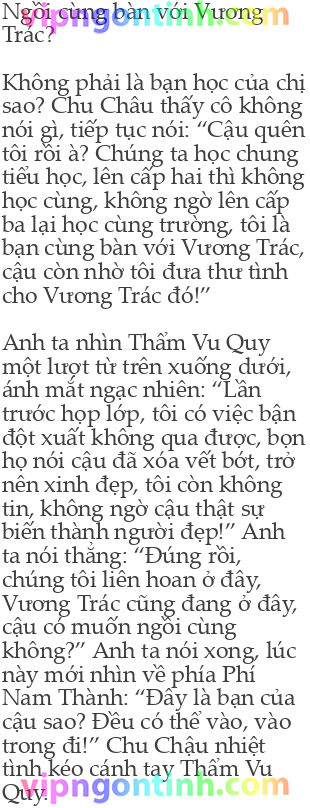 Ngồi cùng bàn với Vương
vipngontinh.com
Trác?
Không phải là bạn học của chị
sao? Chu Châu thấy cô không
nói gì, tiếp tục nói: “Cậu quên
tôi rồi à? Chúng ta học chung
tiểu học, lên cấp hai thì không
học cùng, không ngờ lên cấp
ba lại học cùng trường, tôi là
bạn cùng bàn với Vương Trác,
cậu còn nhờ tôi đưa thư tình
cho Vương Trác đó!”
Anh ta nhìn Thẩm Vu Quy
một lượt từ trên xuống dưới,
ánh mắt ngạc nhiên: “Lần
trước họp lớp, tôi có việc bận
đột xuất không qua được, bọn
họ nói cậu đã xóa vết bớt, trở
nên xinh đẹp, tôi còn không
tin, không ngờ cậu thật sự
biến thành người đẹp!” Anh
ta nói thẳng: “Đúng rồi,
chúng tôi liên hoan ở đây,
Vương Trác cũng đang ở đây,
cậu có muốn ngồi cùng
không?” Anh ta nói xong, lúc
này mới nhìn về phía Phí
Nam Thành: “Đây là bạn của
cậu sao? Đều có thể vào, vào
trong đi!” Chu Chậu nhiệt
tình kéo cánh tay Thẩm Vu
Quy.
vipngontinh.com